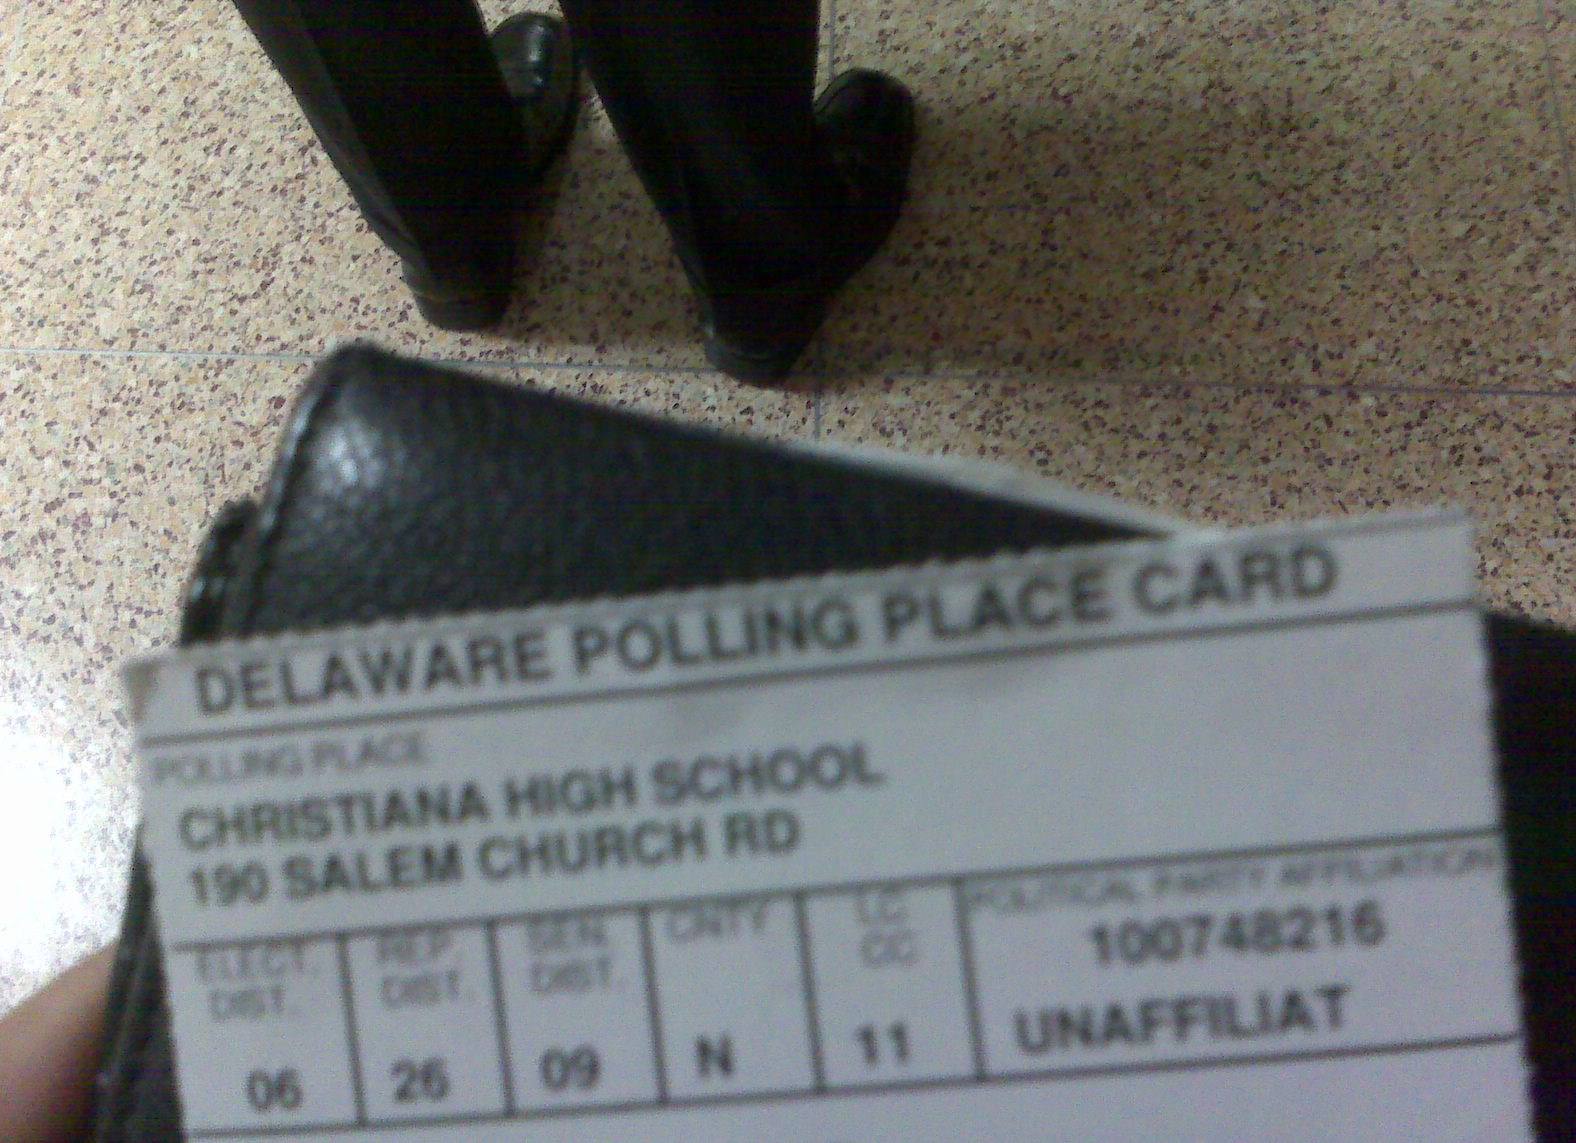 DELAWARE POLLING PLACE CARD
POLLING PLACE
CHRISTIANA HIGH SCHOOL
190 SALEM CHURCH RD
ELECT. DIST. REP. DIST. SEN. DIST. CNTY LC CC POLITICAL PARTY AFFILIATION
100748216
06 26 09 N 11 UNAFFILIAT